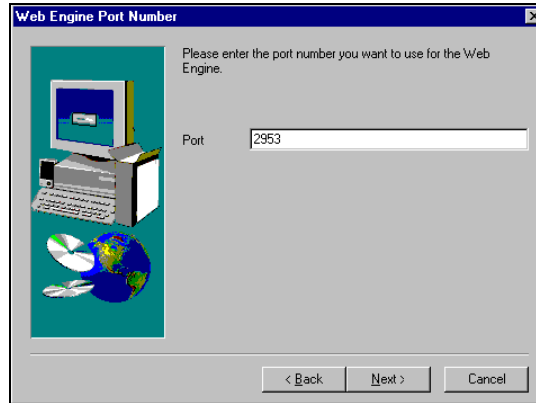 Web Engine Port Number
Please enter the port number you want to use for the Web
Engine.
Port
2953
< Back
Next >
Cancel